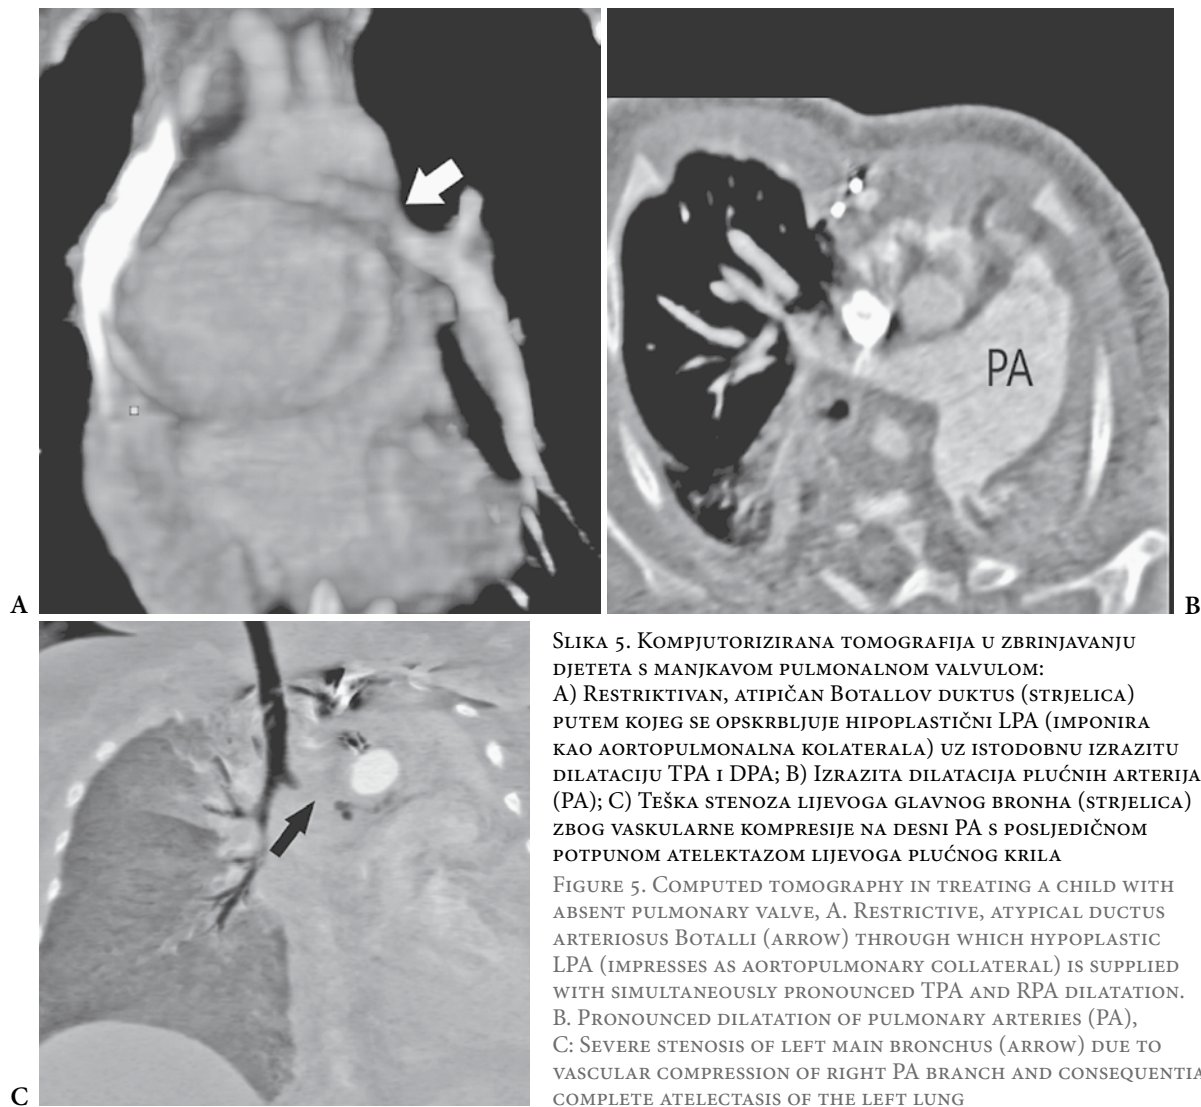 PA
A
B
C
Slika 5. Kompjutorizirana tomografija u zbrinjavanju
djeteta s manjkavom pulmonalnom valvulom:
A) Restriktivan, atipičan Botallov duktus (strjelica)
putem kojeg se opskrbljuje hipoplastični LPA (imponira
kao aortopulmonalna kolaterala) uz istodobnu izrazitu
dilataciju TPA i DPA; B) Izrazita dilatacija plućnih arterija
(PA); C) Teška stenoza lijevoga glavnog bronha (strjelica)
zbog vaskularne kompresije na desni PA s posljedičnom
potpunom atelektazom lijevoga plućnog krila
Figure 5. Computed tomography in treating a child with
absent pulmonary valve, A. Restrictive, atypical ductus
arteriosus Botalli (arrow) through which hypoplastic
LPA (impresses as aortopulmonary collateral) is supplied
with simultaneously pronounced TPA and RPA dilatation.
B. Pronounced dilatation of pulmonary arteries (PA),
C: Severe stenosis of left main bronchus (arrow) due to
vascular compression of right PA branch and consequentia
complete atelectasis of the left lung